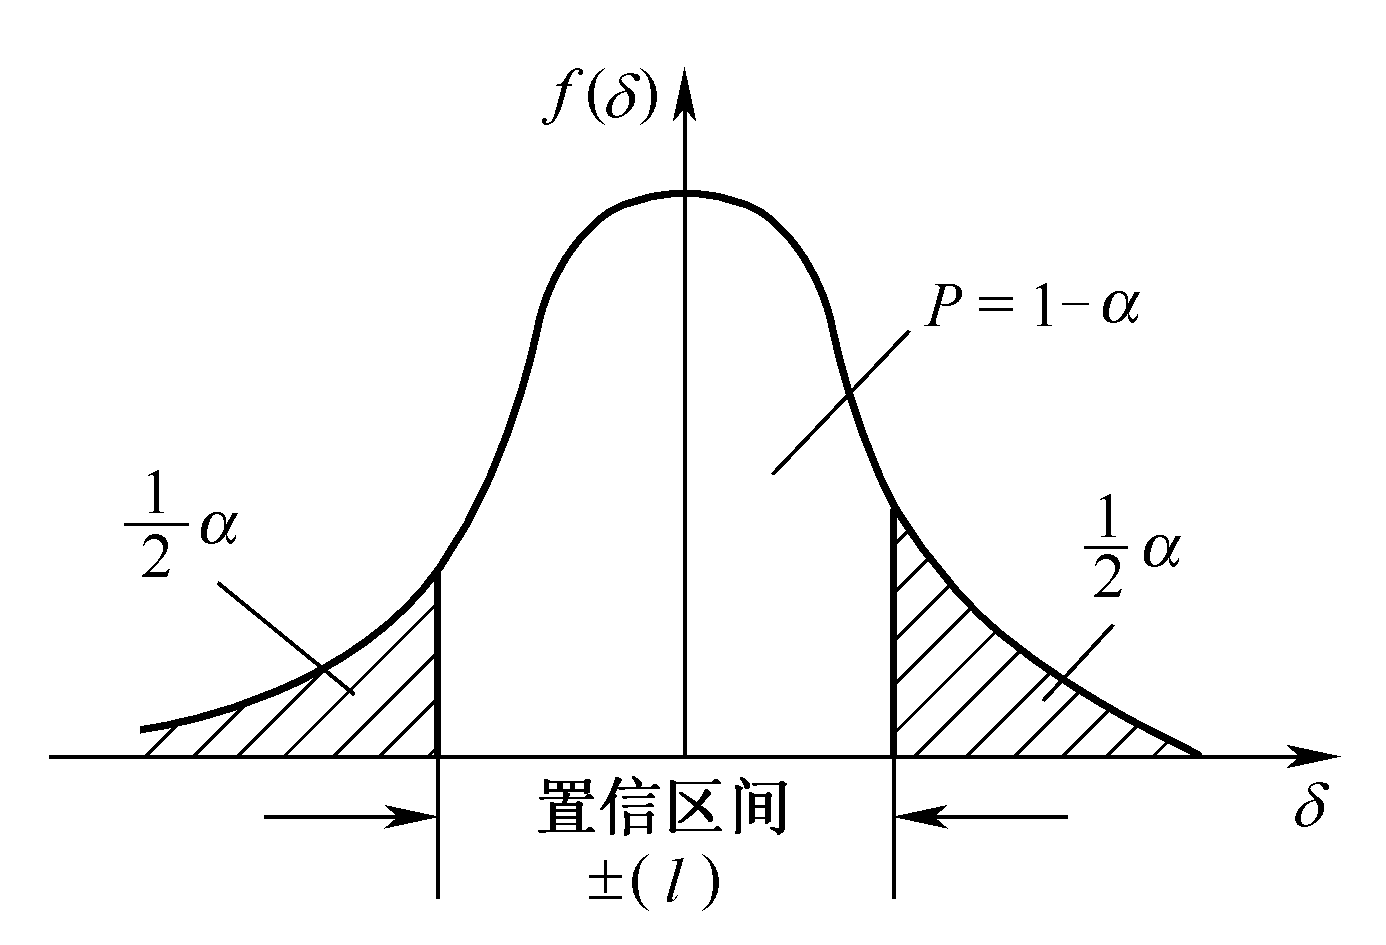 f(δ)
P = 1-α
1/2 α
1/2 α
置信区间
±(l)
δ